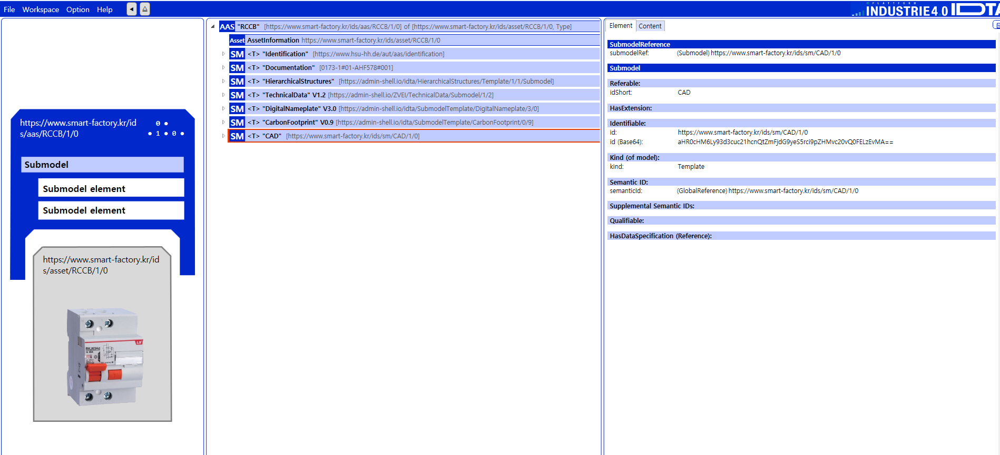 File Workspace Option Help
PLATTFORM
INDUSTRIE4.0 IDTA
https://www.smart-factory.kr/id
s/aas/RCCB/1/0
0
1 0
Submodel
Submodel element
Submodel element
https://www.smart-factory.kr/id
s/asset/RCCB/1/0
LS
RKJ63Hd
AAS "RCCB" [https://www.smart-factory.kr/ids/aas/RCCB/1/0] of [https://www.smart-factory.kr/ids/asset/RCCB/1/0, Type]
Asset AssetInformation https://www.smart-factory.kr/ids/asset/RCCB/1/0
SM <T> "Identification" [https://www.hsu-hh.de/aut/aas/identification]
SM <T> "Documentation" [0173-1#01-AHF578#001]
SM <T> "HierarchicalStructures" [https://admin-shell.io/idta/HierarchicalStructures/Template/1/1/Submodel]
SM <T> "TechnicalData" V1.2 [https://admin-shell.io/ZVEI/TechnicalData/Submodel/1/2]
SM <T> "DigitalNameplate" V3.0 [https://admin-shell.io/idta/SubmodelTemplate/DigitalNameplate/3/0]
SM <T> "CarbonFootprint" V0.9 [https://admin-shell.io/idta/SubmodelTemplate/CarbonFootprint/0/9]
SM <T> "CAD" [https://www.smart-factory.kr/ids/sm/CAD/1/0]
Element Content
SubmodelReference
submodelRef: (Submodel) https://www.smart-factory.kr/ids/sm/CAD/1/0
Submodel
Referable:
idShort: CAD
HasExtension:
Identifiable:
id: https://www.smart-factory.kr/ids/sm/CAD/1/0
id (Base64): aHR0cHM6Ly93d3cuc21hcnQtZmFjdG9yeS5rci9pZHMvc20vQ0FELzEvMA==
Kind (of model):
kind: Template
Semantic ID:
semanticId: (GlobalReference) https://www.smart-factory.kr/ids/sm/CAD/1/0
Supplemental Semantic IDs:
Qualifiable:
HasDataSpecification (Reference):